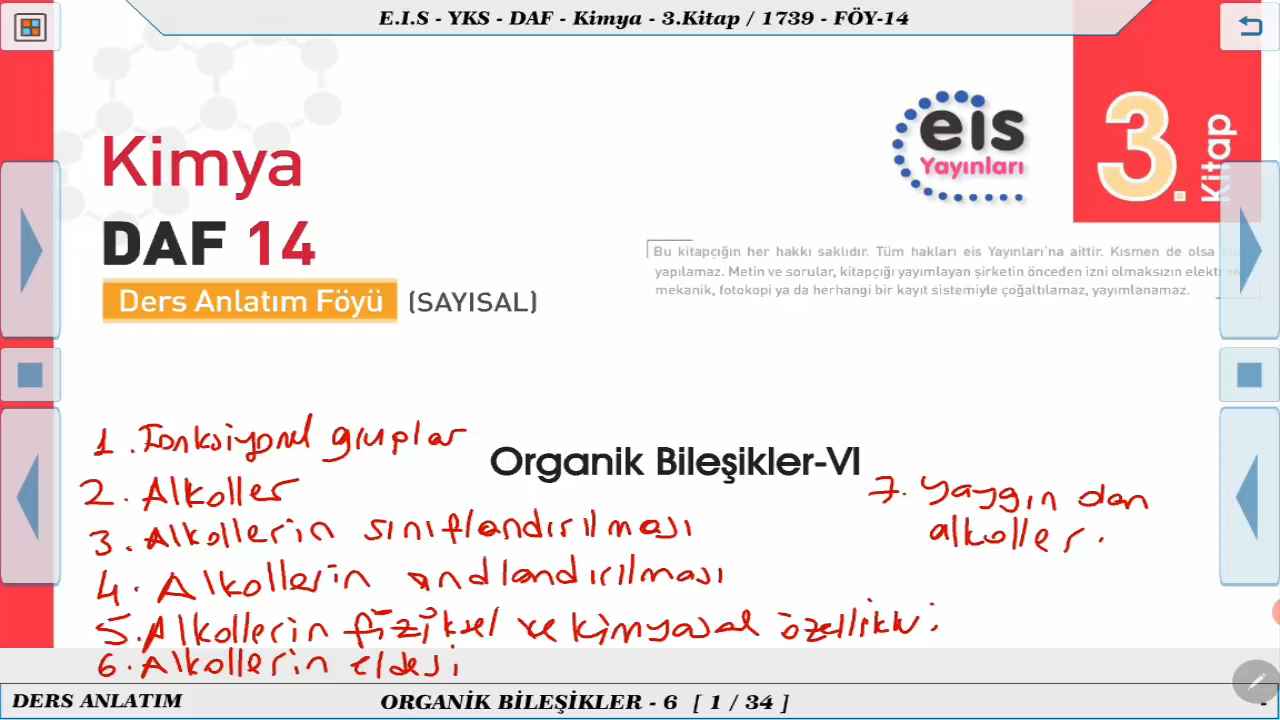 E.I.S - YKS - DAF - Kimya - 3.Kitap / 1739 - FÖY-14
eis
Yayınları
3.
Kitap
Kimya
DAF 14
Ders Anlatım Föyü (SAYISAL)
Bu kitapçığın her hakkı saklıdır. Tüm hakları eis Yayınları'na aittir. Kısmen de olsa
yapılamaz. Metin ve sorular, kitapçığı yayımlayan şirketin önceden izni olmaksızın
mekanik, fotokopi ya da herhangi bir kayıt sistemiyle çoğaltılamaz, yayımlanamaz.
1. Fonksiyonel gruplar
Organik Bileşikler-VI
2. Alkoller
3. Alkollerin sınıflandırılması
4. Alkollerin adlandırılması
5. Alkollerin fiziksel ve kimyasal özellikler:
6. Alkollerin eldesi
7. Yaygın olan
alkoller.
DERS ANLATIM
ORGANİK BİLEŞİKLER - 6 [ 1 / 34 ]